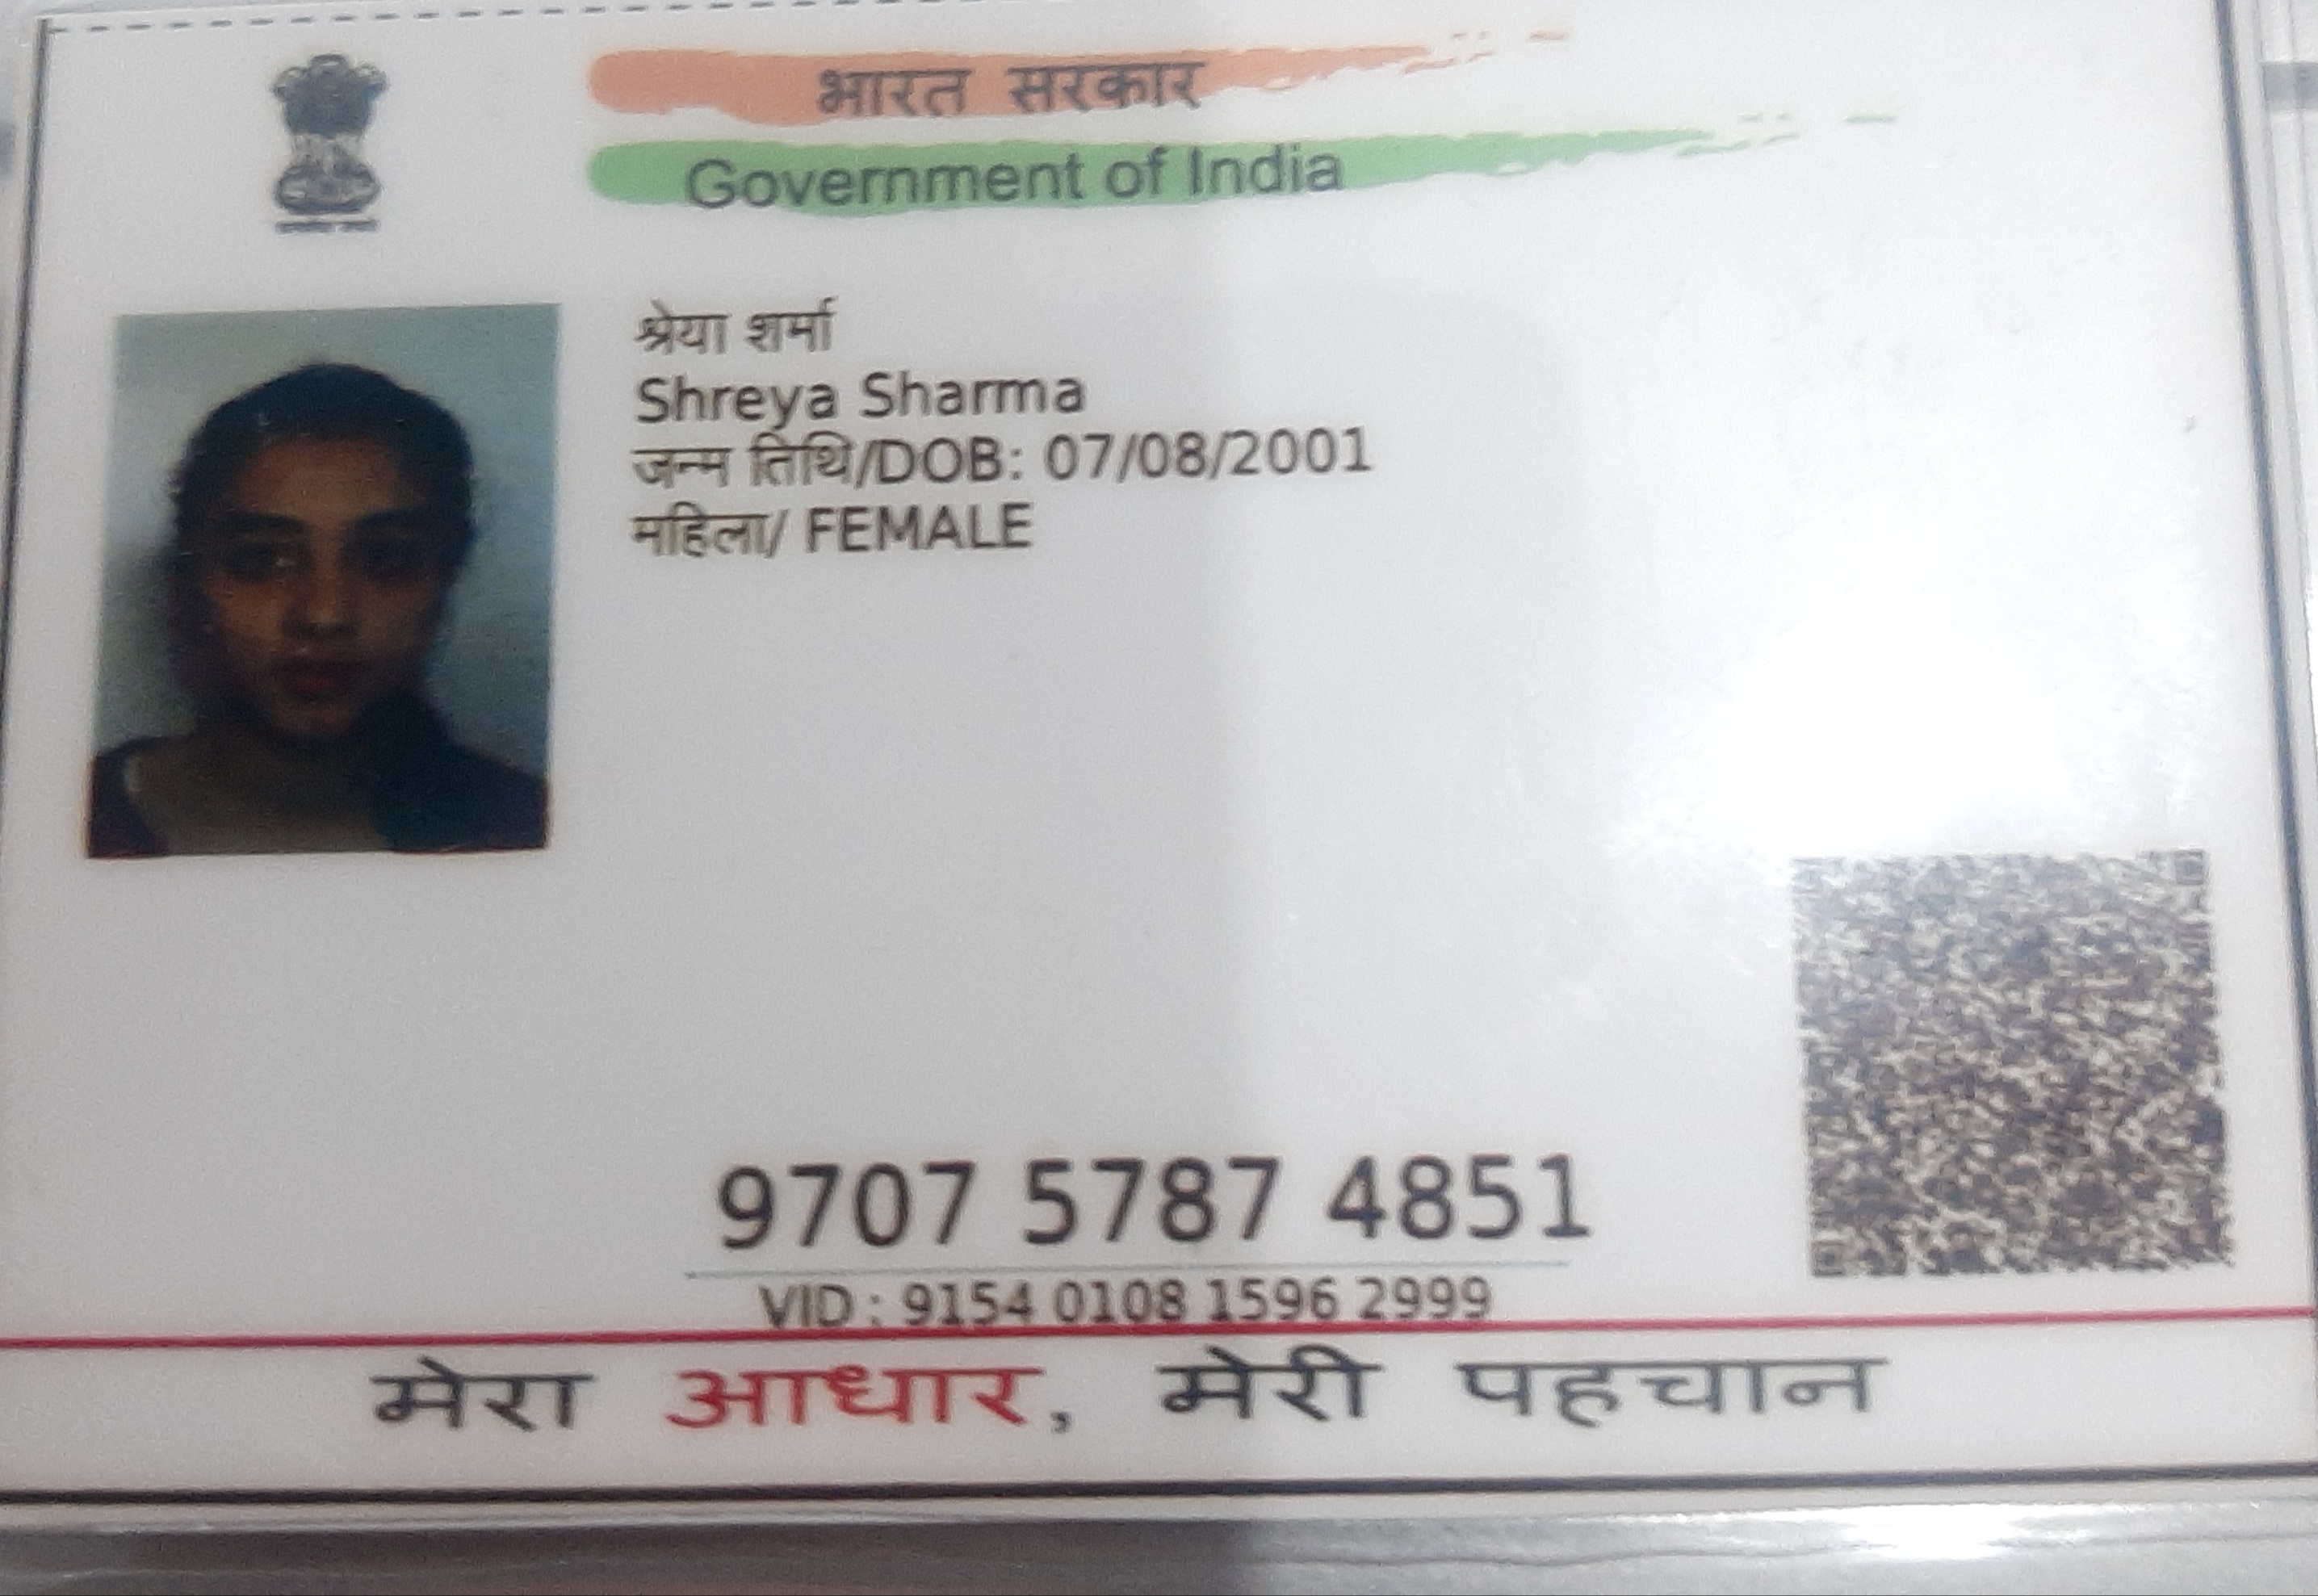 भारत सरकार
Government of India
श्रेया शर्मा
Shreya Sharma
जन्म तिथि/DOB: 07/08/2001
महिला/ FEMALE
9707 5787 4851
VID : 9154 0108 1596 2999
मेरा आधार, मेरी पहचान